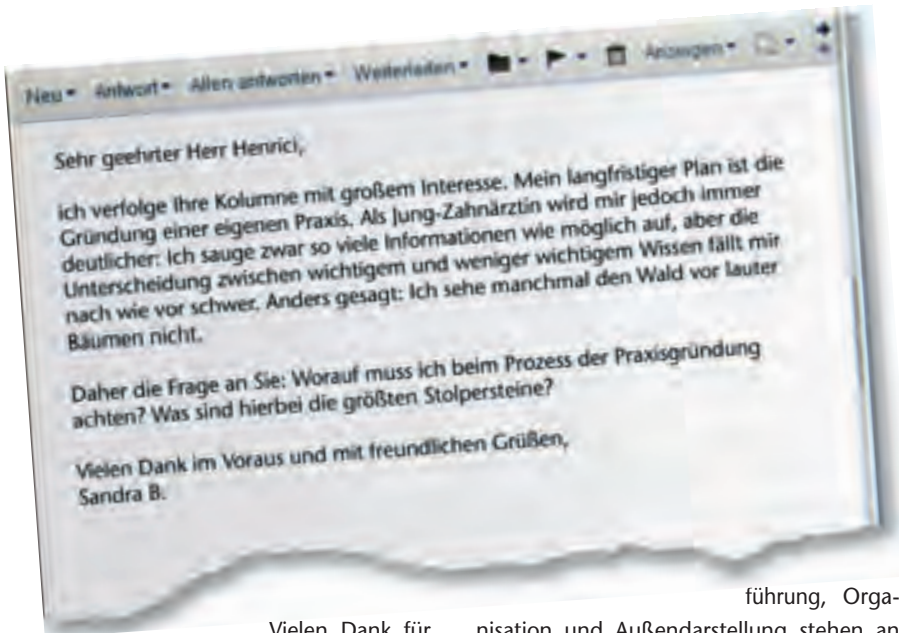 Neu Antwort Allen antworten Weiterleiten Anzeigen
Sehr geehrter Herr Henrici,
ich verfolge Ihre Kolumne mit großem Interesse. Mein langfristiger Plan ist die
Gründung einer eigenen Praxis. Als Jung-Zahnärztin wird mir jedoch immer
deutlicher: Ich sauge zwar so viele Informationen wie möglich auf, aber die
Unterscheidung zwischen wichtigem und weniger wichtigem Wissen fällt mir
nach wie vor schwer. Anders gesagt: Ich sehe manchmal den Wald vor lauter
Bäumen nicht.
Daher die Frage an Sie: Worauf muss ich beim Prozess der Praxisgründung
achten? Was sind hierbei die größten Stolpersteine?
Vielen Dank im Voraus und mit freundlichen Grüßen,
Sandra B.
Vielen Dank für
führung, Orga-
nisation und Außendarstellung stehen an